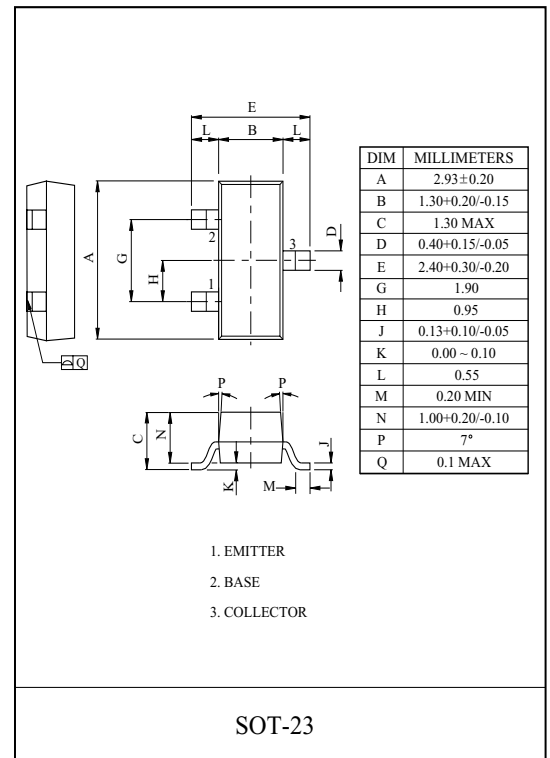 E
L B L
A
G
H
2
1
3
D
⏥ Q
DIM MILLIMETERS
A 2.93±0.20
B 1.30+0.20/-0.15
C 1.30 MAX
D 0.40+0.15/-0.05
E 2.40+0.30/-0.20
G 1.90
H 0.95
J 0.13+0.10/-0.05
K 0.00 ~ 0.10
L 0.55
M 0.20 MIN
N 1.00+0.20/-0.10
P 7°
Q 0.1 MAX
P P
C
N
K
M
J
1. EMITTER
2. BASE
3. COLLECTOR
SOT-23